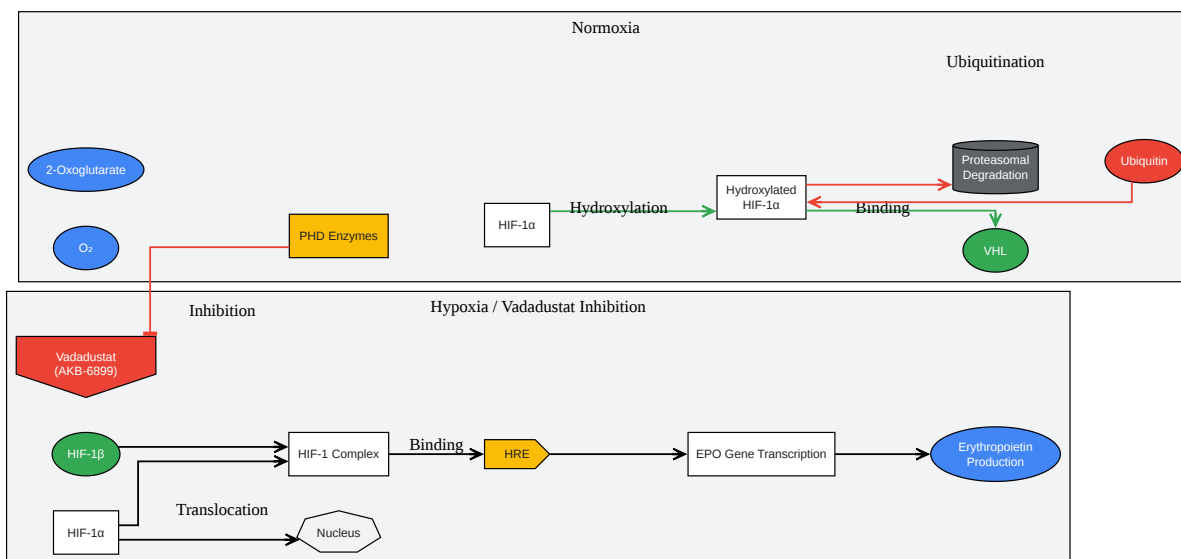 Normoxia
Ubiquitination
2-Oxoglutarate
Proteasomal
Degradation
Ubiquitin
Hydroxylated
HIF-1α
Hydroxylation
Binding
HIF-1α
PHD Enzymes
O₂
VHL
Inhibition
Hypoxia / Vadadustat Inhibition
Vadadustat
(AKB-6899)
HIF-1β
HIF-1 Complex
Binding
HRE
EPO Gene Transcription
Erythropoietin
Production
Translocation
HIF-1α
Nucleus